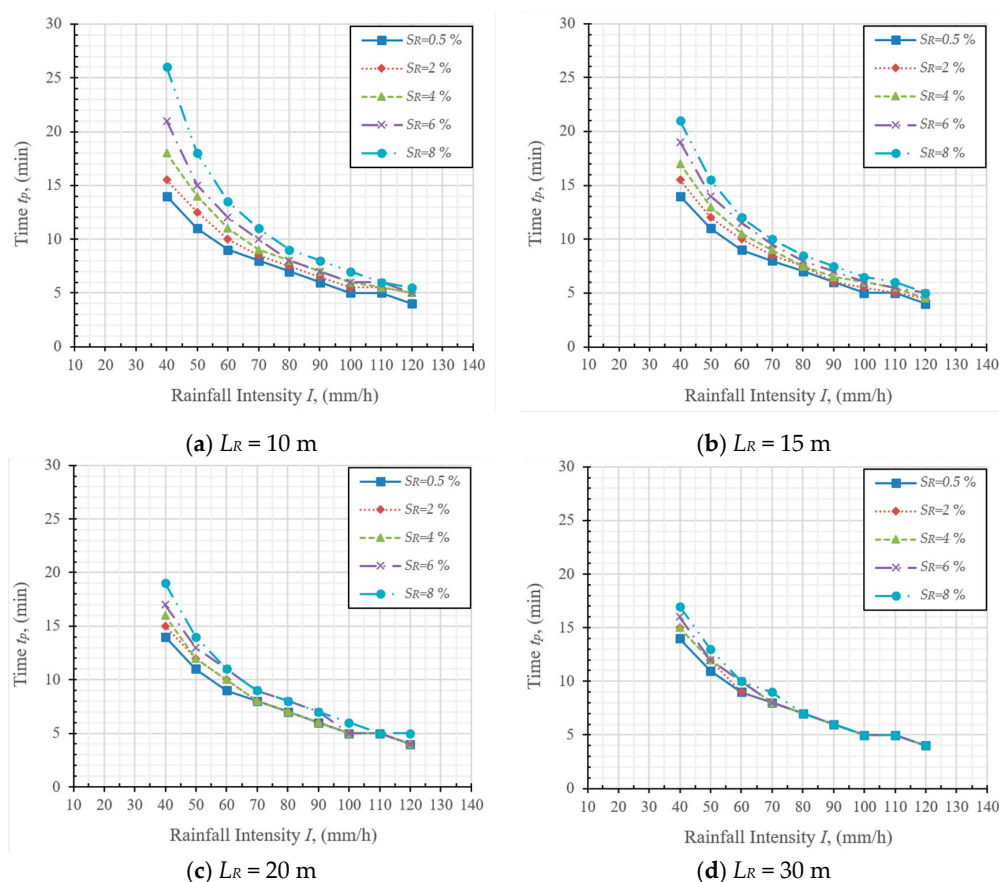 30
25
20
15
10
5
0
Time tp, (min)
SR=0.5 %
SR=2 %
SR=4 %
SR=6 %
SR=8 %
10 20 30 40 50 60 70 80 90 100 110 120 130 140
Rainfall Intensity I, (mm/h)
(a) LR = 10 m
30
25
20
15
10
5
0
Time tp, (min)
SR=0.5 %
SR=2 %
SR=4 %
SR=6 %
SR=8 %
10 20 30 40 50 60 70 80 90 100 110 120 130 140
Rainfall Intensity I, (mm/h)
(b) LR = 15 m
30
25
20
15
10
5
0
Time tp, (min)
SR=0.5 %
SR=2 %
SR=4 %
SR=6 %
SR=8 %
10 20 30 40 50 60 70 80 90 100 110 120 130 140
Rainfall Intensity I, (mm/h)
(c) LR = 20 m
30
25
20
15
10
5
0
Time tp, (min)
SR=0.5 %
SR=2 %
SR=4 %
SR=6 %
SR=8 %
10 20 30 40 50 60 70 80 90 100 110 120 130 140
Rainfall Intensity I, (mm/h)
(d) LR = 30 m